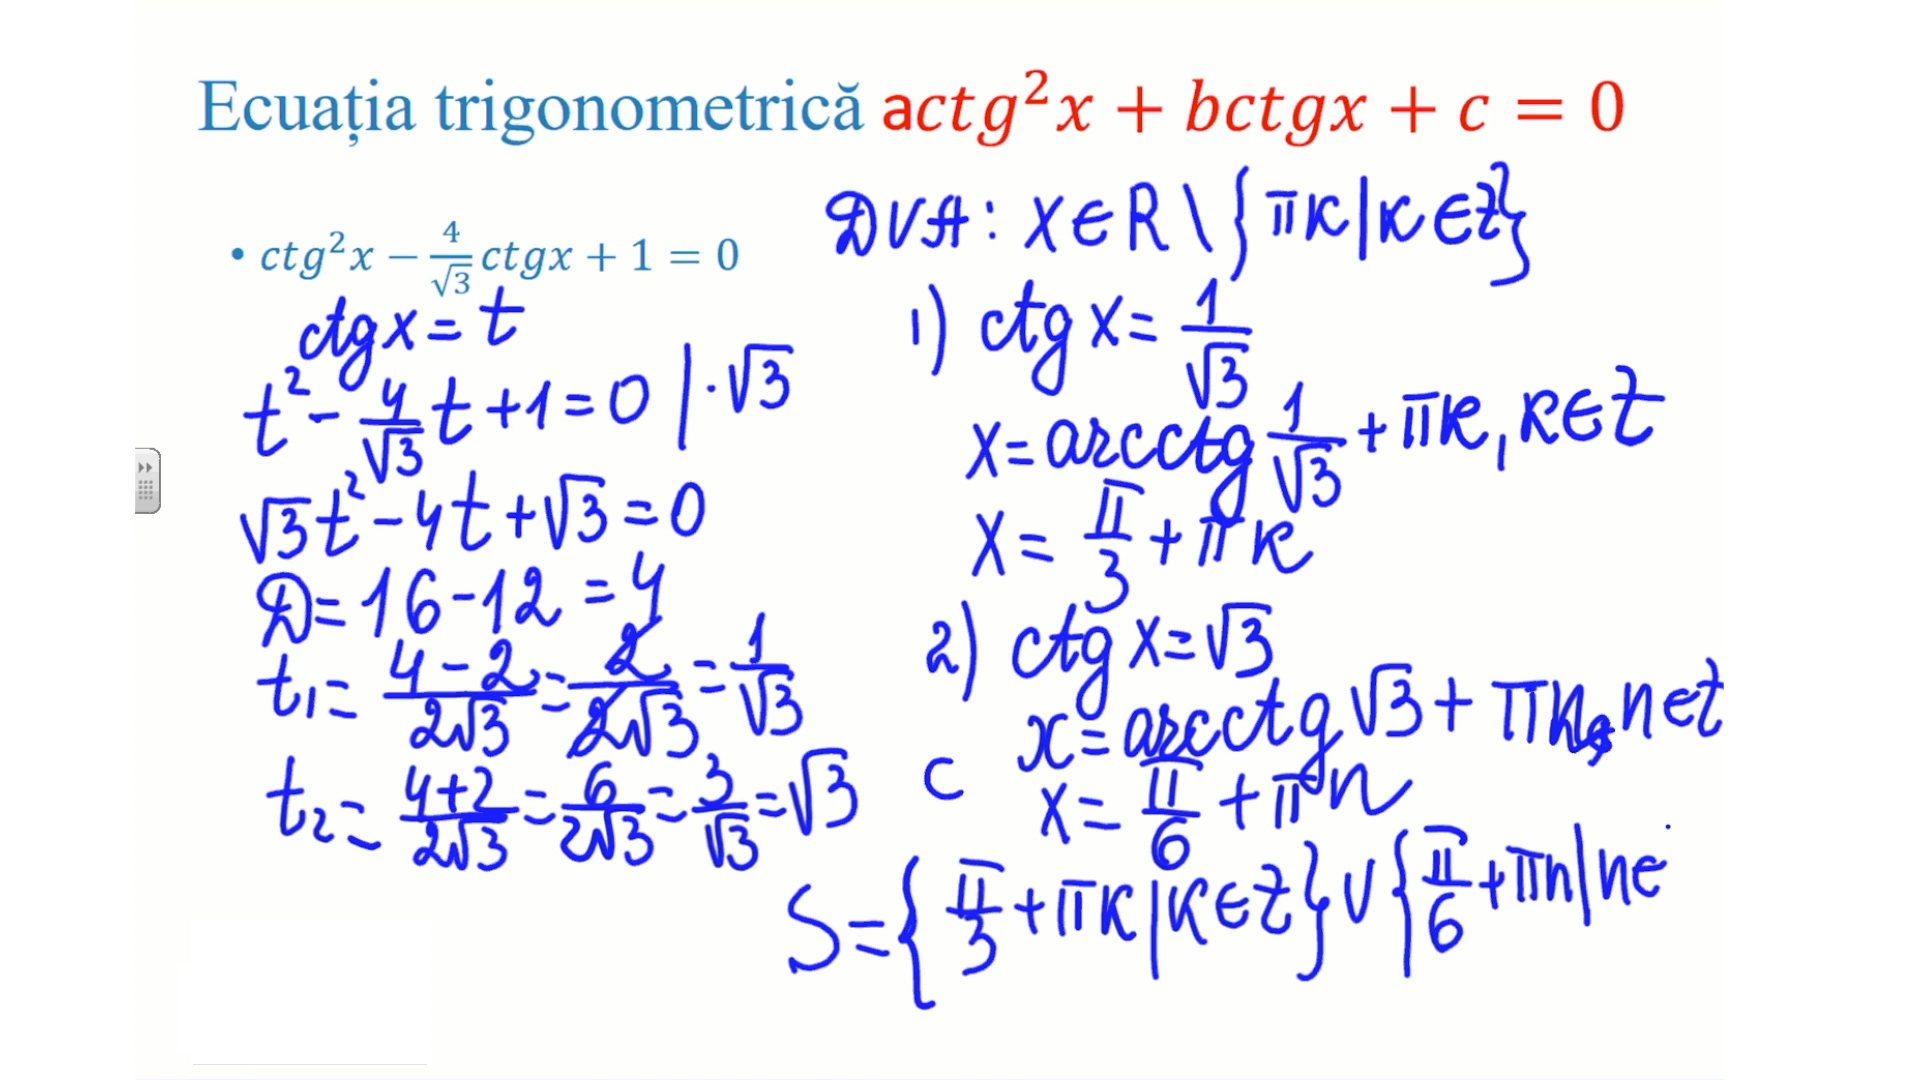 Ecuația trigonometrică actg²x + bctgx + c = 0
• ctg²x − 4/√3 ctgx + 1 = 0
ctgx = t
t² − 4/√3 t + 1 = 0 | · √3
√3t² − 4t + √3 = 0
D = 16 − 12 = 4
t₁ = (4 − 2)/(2√3) = 2/(2√3) = 1/√3
t₂ = (4+2)/(2√3) = 6/(2√3) = 3/√3 = √3
DVA: x∈R \ {πk | k∈Z}
1) ctg x = 1/√3
x = arcctg 1/√3 + πk, k∈Z
x = π/3 + πk
2) ctg x = √3
x = arcctg √3 + πn, n∈Z
c
x = π/6 + πn
S = {π/3 + πk | k∈Z} ∪ {π/6 + πn | n∈